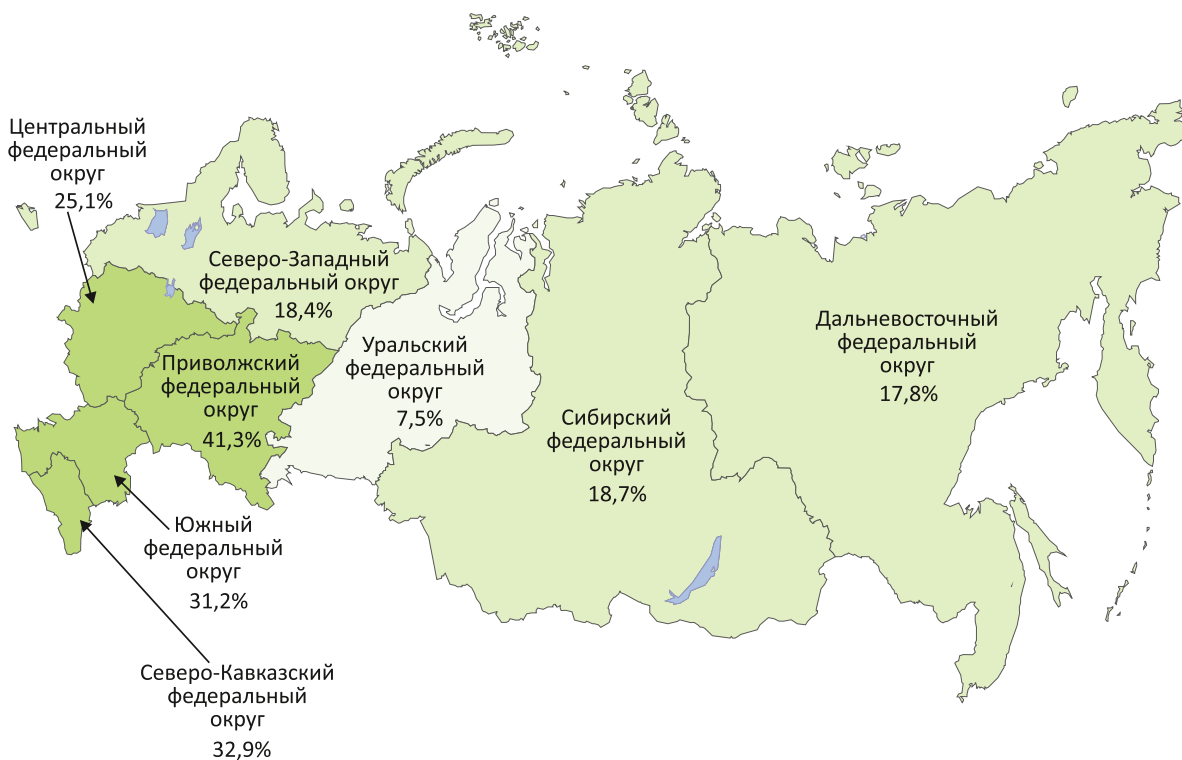 Центральный
федеральный
округ
25,1%
Северо-Западный
федеральный округ
18,4%
Приволжский
федеральный
округ
41,3%
Уральский
федеральный
округ
7,5%
Сибирский
федеральный
округ
18,7%
Дальневосточный
федеральный
округ
17,8%
Южный
федеральный
округ
31,2%
Северо-Кавказский
федеральный
округ
32,9%